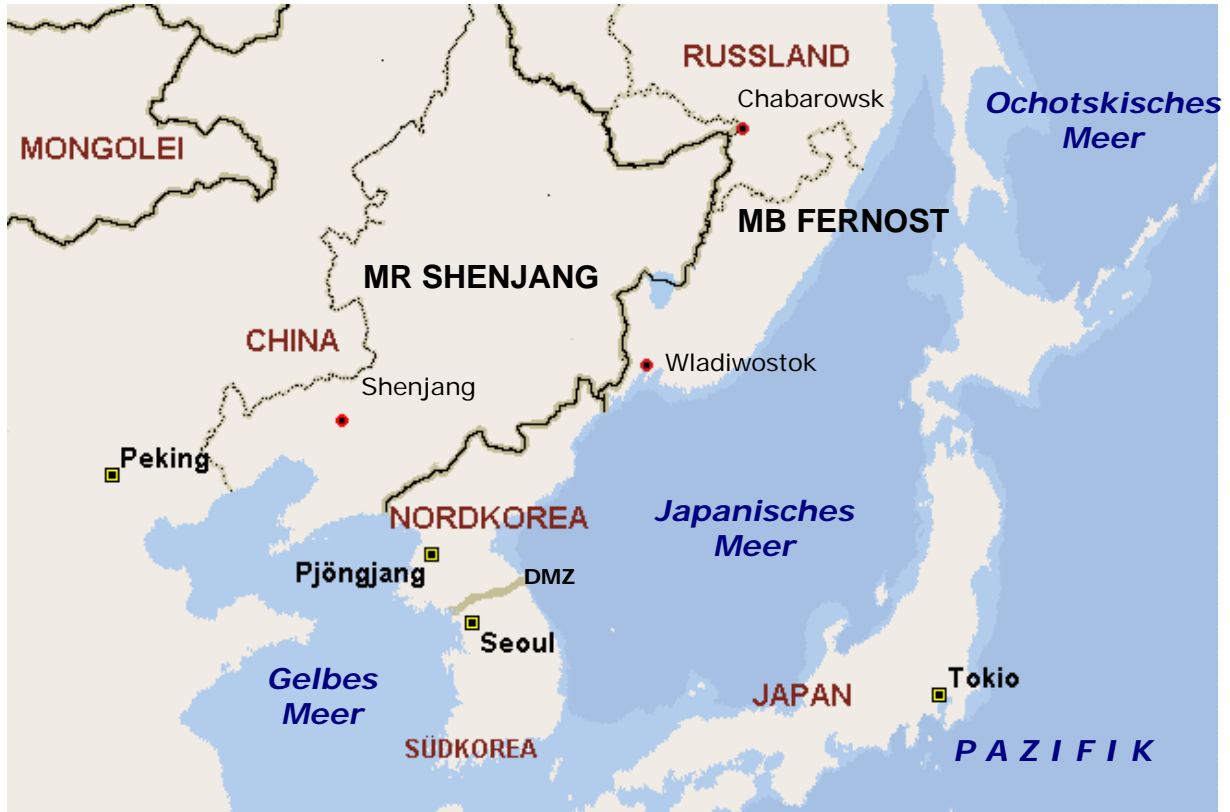 RUSSLAND
Chabarowsk
Ochotskisches
Meer
MONGOLEI
MB FERNOST
MR SHENJANG
CHINA
Wladiwostok
Shenjang
Peking
NORDKOREA
Japanisches
Meer
Pjöngjang
DMZ
Seoul
Gelbes
Meer
JAPAN
Tokio
SÜDKOREA
PAZIFIK